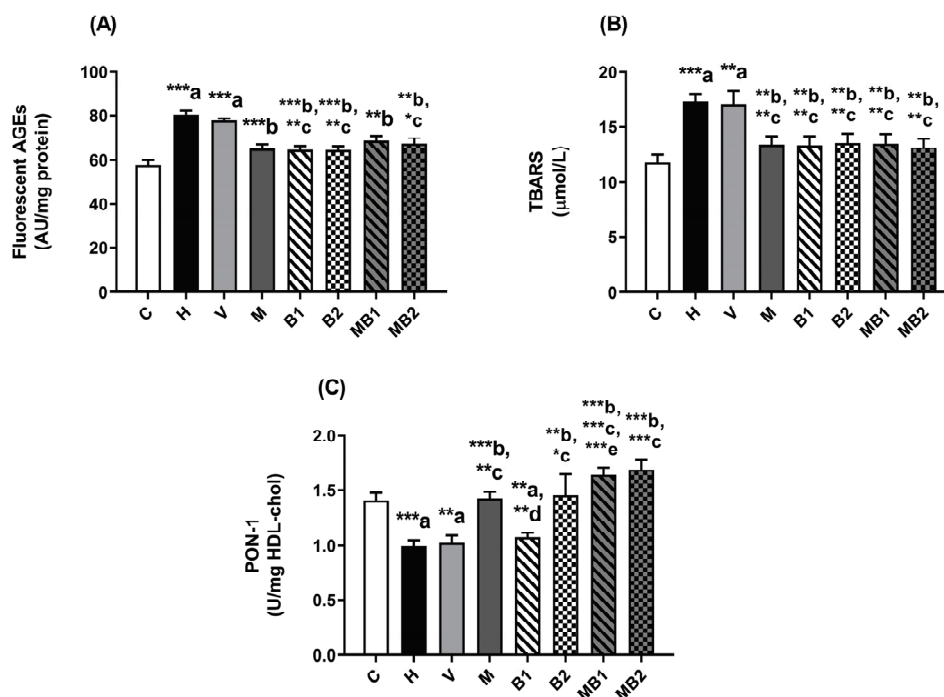 (A)
Fluorescent AGEs
(AU/mg protein)
100
80
60
40
20
0
***a
***a
***b
***b,
**c
***b,
**c
**b
**b,
*c
C H V M B1 B2 MB1 MB2
(B)
TBARS
(µmol/L)
20
15
10
5
0
***a
**a
**b,
**c
**b,
**c
**b,
**c
**b,
**c
**b,
**c
C H V M B1 B2 MB1 MB2
(C)
PON-1
(U/mg HDL-chol)
2.0
1.5
1.0
0.5
0.0
***a
**a
***b,
**c
**a,
**d
**b,
*c
***b,
***c,
***e
***b,
***c
C H V M B1 B2 MB1 MB2